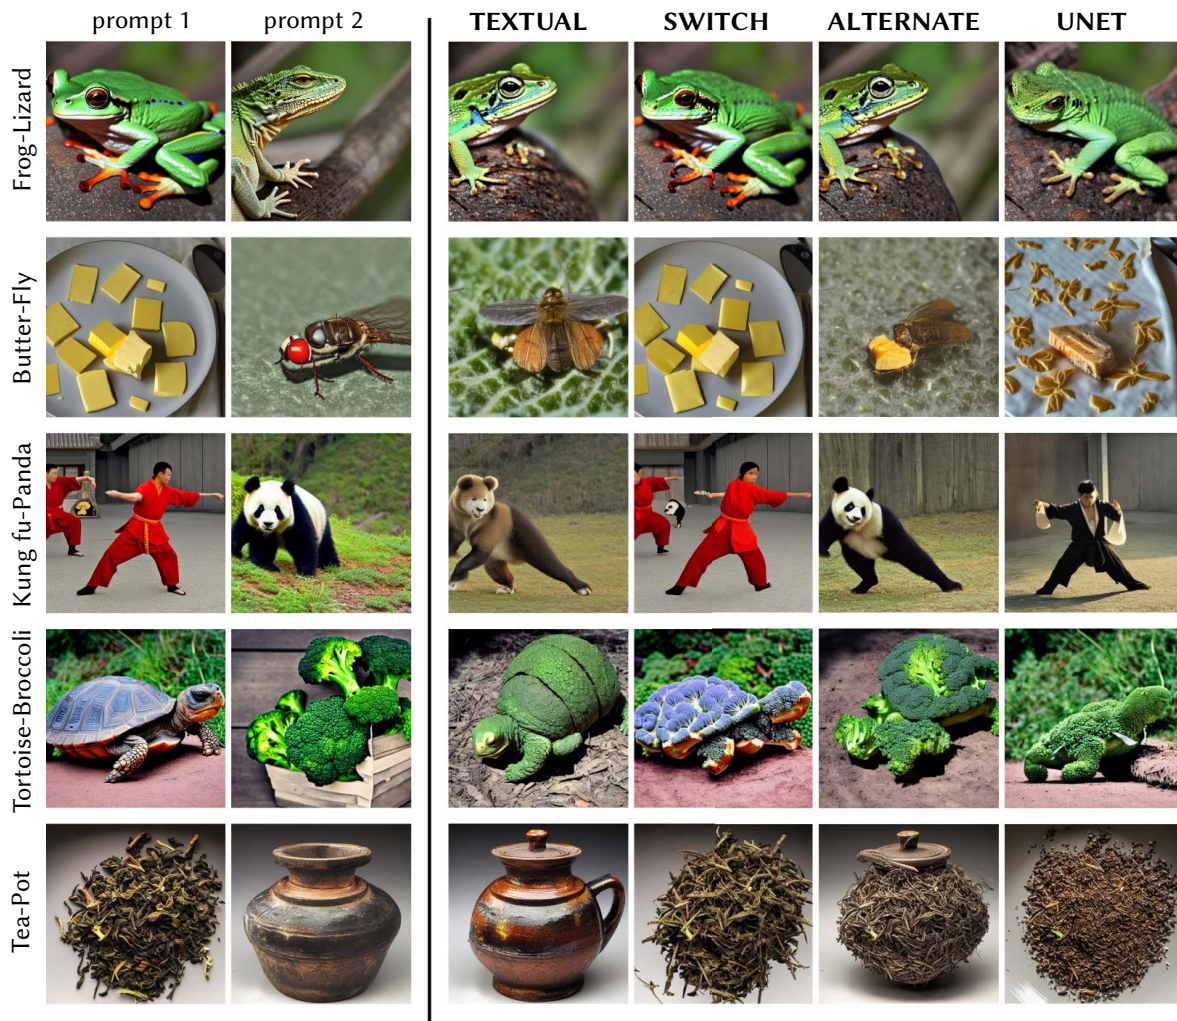 prompt 1 prompt 2 TEXTUAL SWITCH ALTERNATE UNET
Frog-Lizard
Butter-Fly
Kung fu-Panda
Tortoise-Broccoli
Tea-Pot